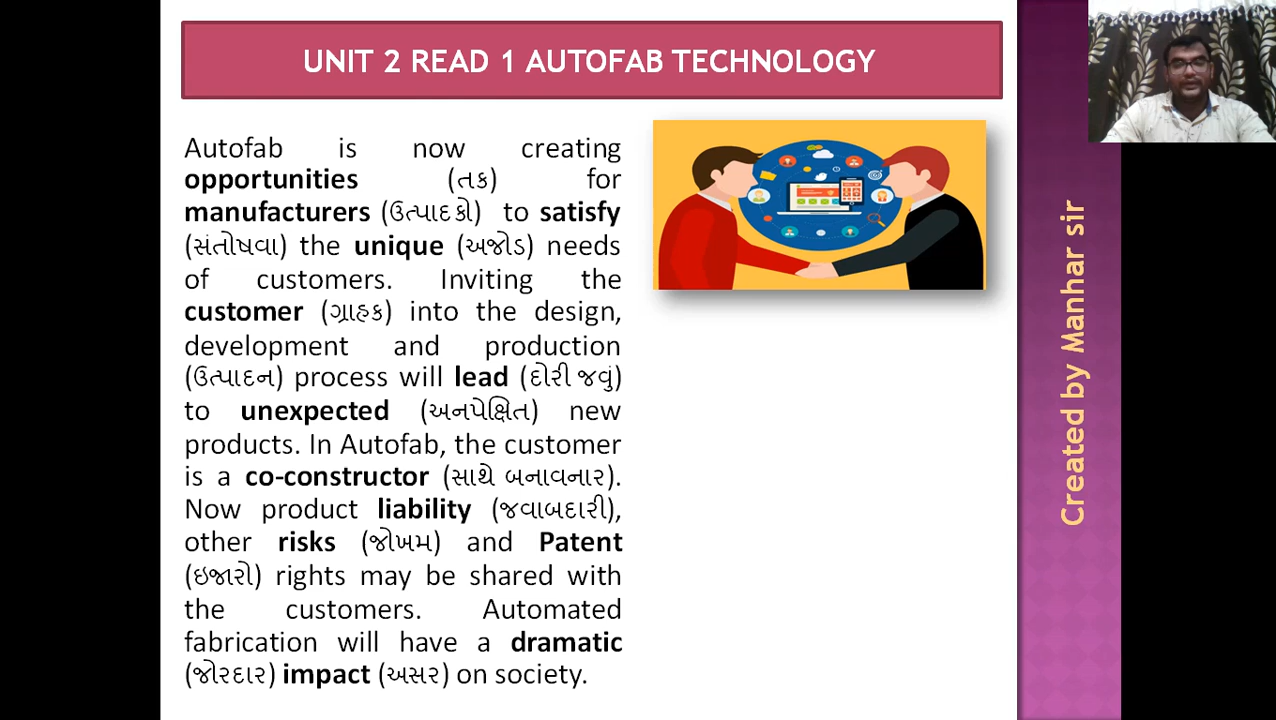 UNIT 2 READ 1 AUTOFAB TECHNOLOGY
Autofab is now creating
opportunities (તક) for
manufacturers (ઉત્પાદકો) to satisfy
(સંતોષવા) the unique (અજોડ) needs
of customers. Inviting the
customer (ગ્રાહક) into the design,
development and production
(ઉત્પાદન) process will lead (દોરી જવું)
to unexpected (અનપેક્ષિત) new
products. In Autofab, the customer
is a co-constructor (સાથે બનાવનાર).
Now product liability (જવાબદારી),
other risks (જોખમ) and Patent
(ઇજારો) rights may be shared with
the customers. Automated
fabrication will have a dramatic
(જોરદાર) impact (અસર) on society.
Created by Manhar sir